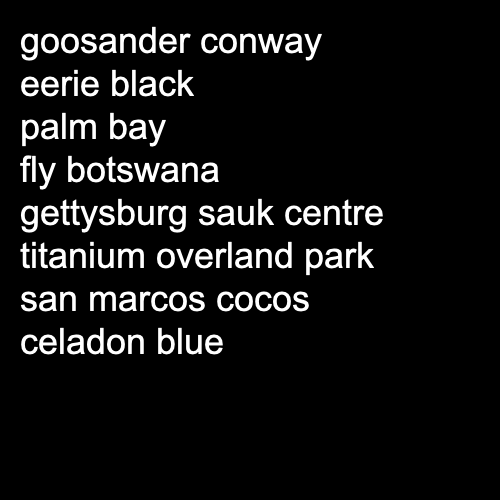 goosander conway
eerie black
palm bay
fly botswana
gettysburg sauk centre
titanium overland park
san marcos cocos
celadon blue